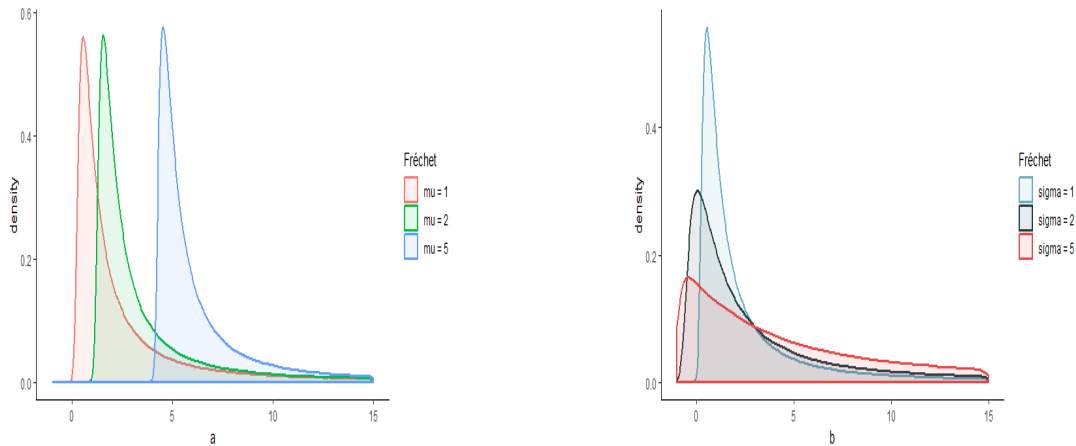 0.6
0.4
0.2
0.0
density
0
5
10
15
a
Fréchet
mu = 1
mu = 2
mu = 5
0.4
0.2
0.0
density
0
5
10
15
b
Fréchet
sigma = 1
sigma = 2
sigma = 5